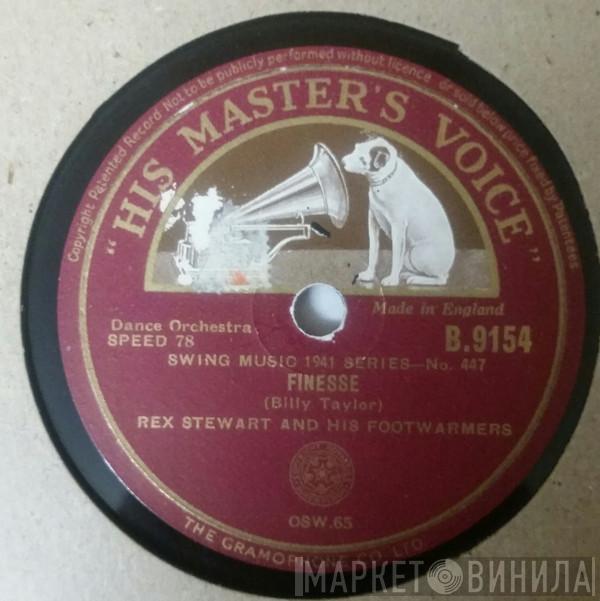 Copyright Patented Record Not to be publicly performed without licence or sold below price fixed by Patentees
"HIS MASTER'S VOICE"
Made in England
Dance Orchestra
SPEED 78
B.9154
SWING MUSIC 1941 SERIES—No. 447
FINESSE
(Billy Taylor)
REX STEWART AND HIS FOOTWARMERS
OSW.65
THE GRAMOPHONE CO. LTD
МАРКЕТ ВИНИЛА